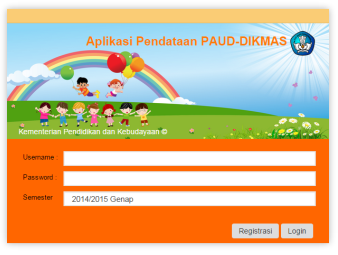 Aplikasi Pendataan PAUD-DIKMAS
Kementerian Pendidikan dan Kebudayaan ©
Username
Password
Semester
2014/2015 Genap
Registrasi
Login